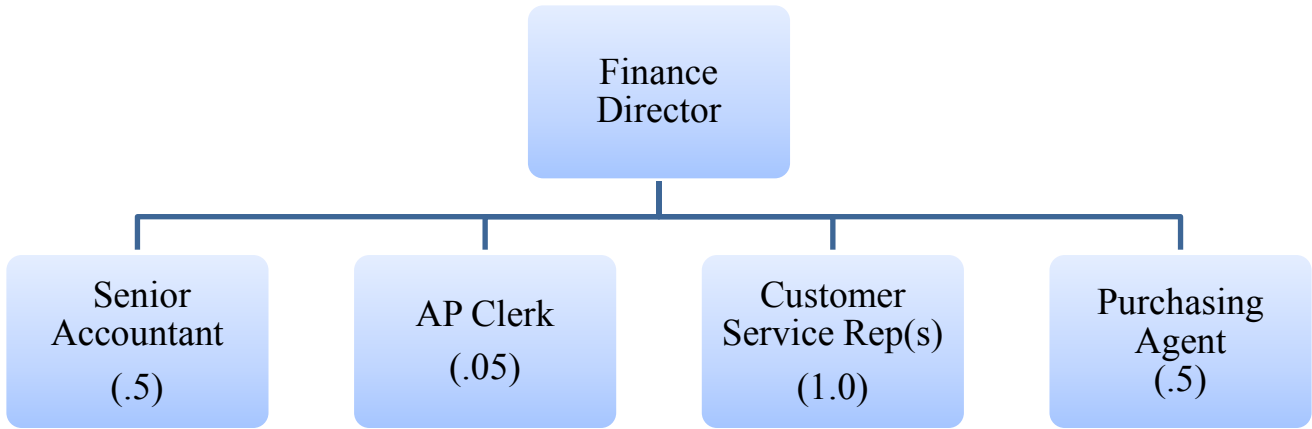 Finance
Director
Senior
Accountant
(.5)
AP Clerk
(.05)
Customer
Service Rep(s)
(1.0)
Purchasing
Agent
(.5)